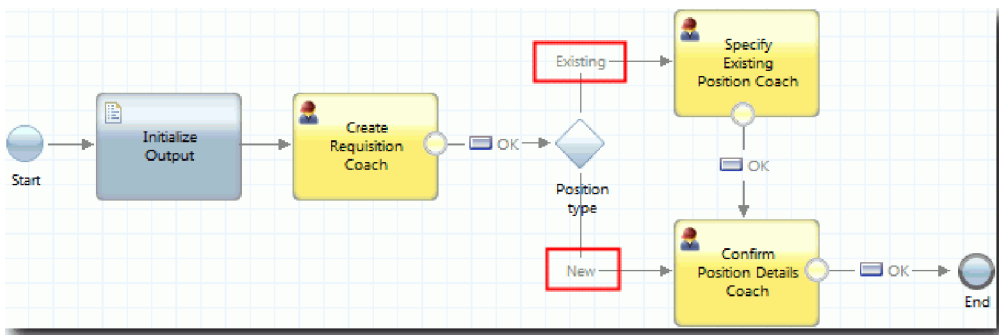 Start
Initialize
Output
Create
Requisition
Coach
OK
Position
type
Existing
Specify
Existing
Position Coach
OK
New
Confirm
Position Details
Coach
OK
End